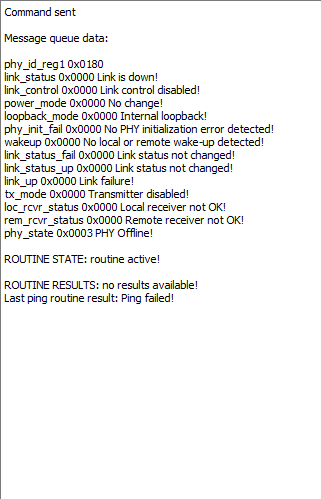 Command sent
Message queue data:
phy_id_reg1 0x0180
link_status 0x0000 Link is down!
link_control 0x0000 Link control disabled!
power_mode 0x0000 No change!
loopback_mode 0x0000 Internal loopback!
phy_init_fail 0x0000 No PHY initialization error detected!
wakeup 0x0000 No local or remote wake-up detected!
link_status_fail 0x0000 Link status not changed!
link_status_up 0x0000 Link status not changed!
link_up 0x0000 Link failure!
tx_mode 0x0000 Transmitter disabled!
loc_rcvr_status 0x0000 Local receiver not OK!
rem_rcvr_status 0x0000 Remote receiver not OK!
phy_state 0x0003 PHY Offline!
ROUTINE STATE: routine active!
ROUTINE RESULTS: no results available!
Last ping routine result: Ping failed!